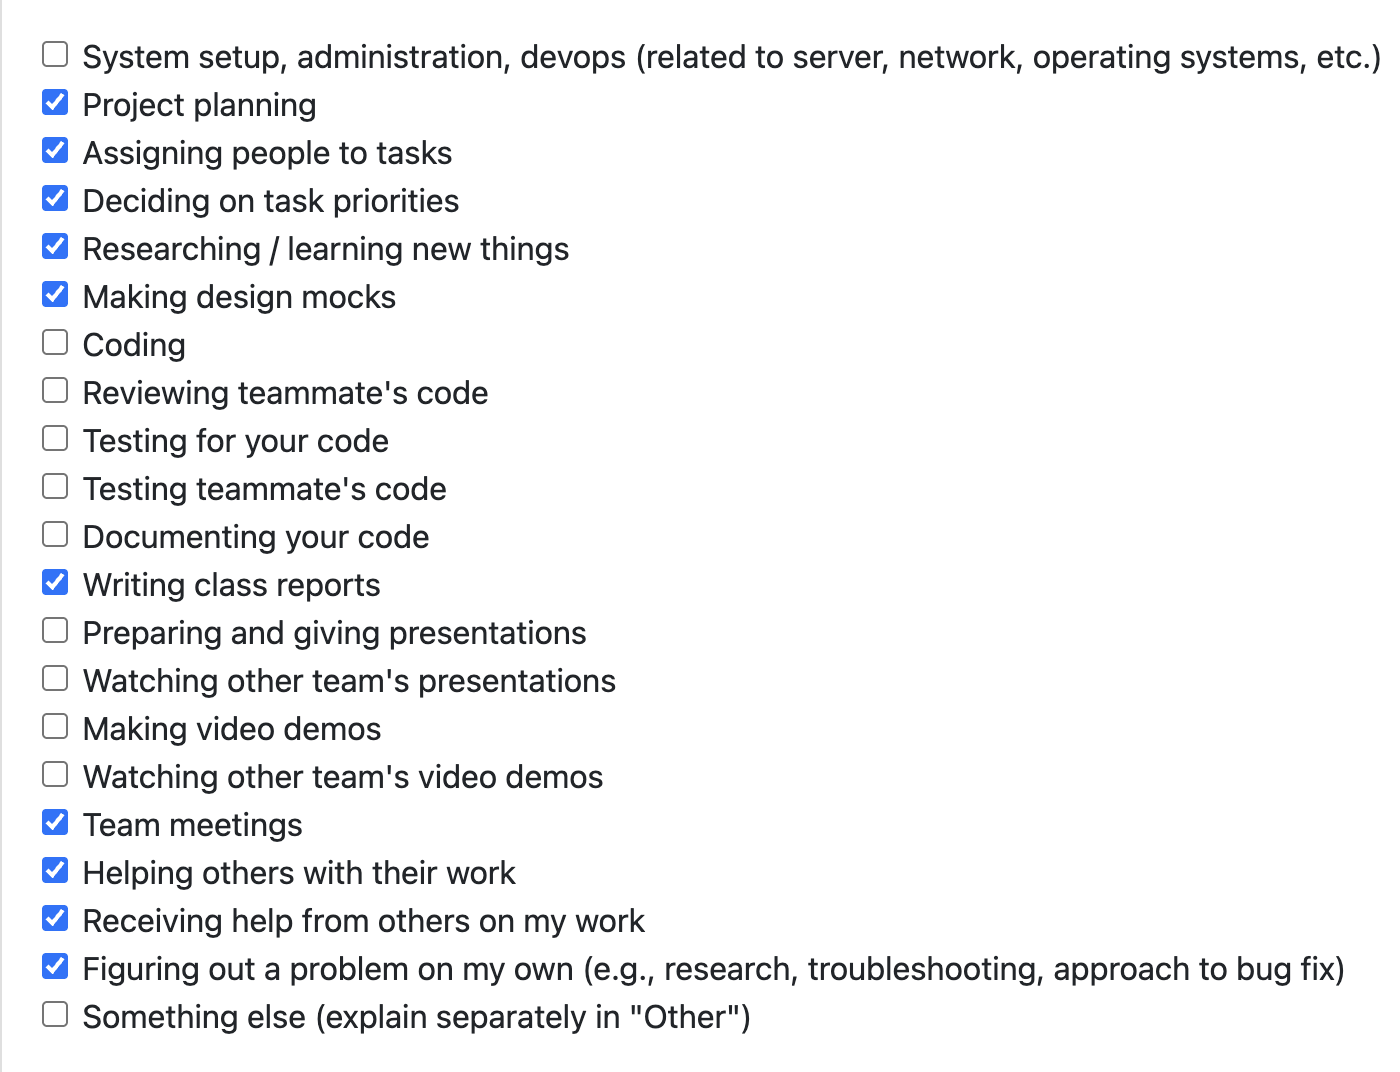 System setup, administration, devops (related to server, network, operating systems, etc.)
Project planning
Assigning people to tasks
Deciding on task priorities
Researching / learning new things
Making design mocks
Coding
Reviewing teammate's code
Testing for your code
Testing teammate's code
Documenting your code
Writing class reports
Preparing and giving presentations
Watching other team's presentations
Making video demos
Watching other team's video demos
Team meetings
Helping others with their work
Receiving help from others on my work
Figuring out a problem on my own (e.g., research, troubleshooting, approach to bug fix)
Something else (explain separately in "Other")